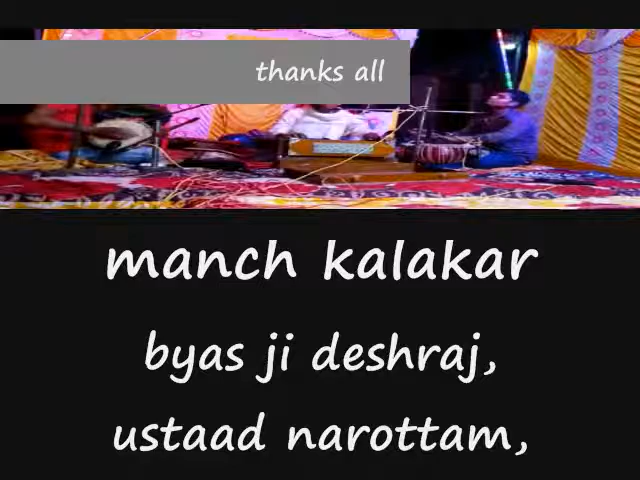 thanks all
manch kalakar
byas ji deshraj,
ustaad narottam,